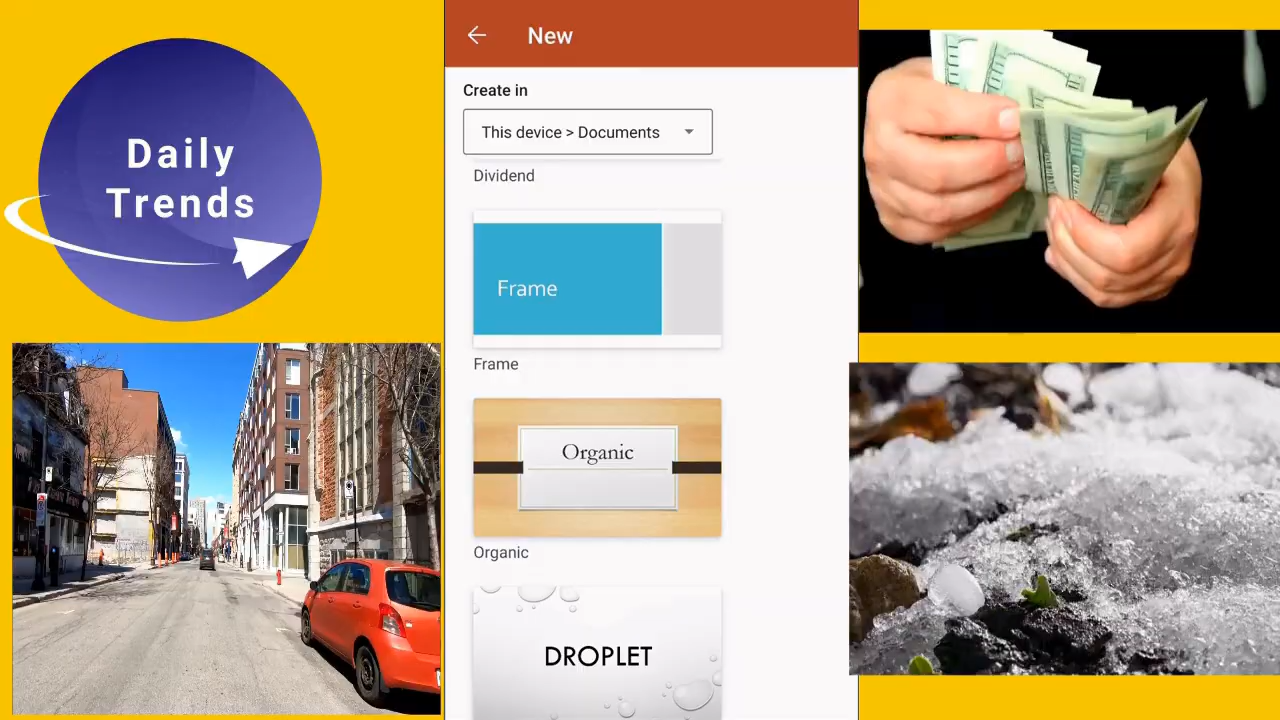 Daily
Trends
New
Create in
This device > Documents
Dividend
Frame
Frame
Organic
Organic
DROPLET